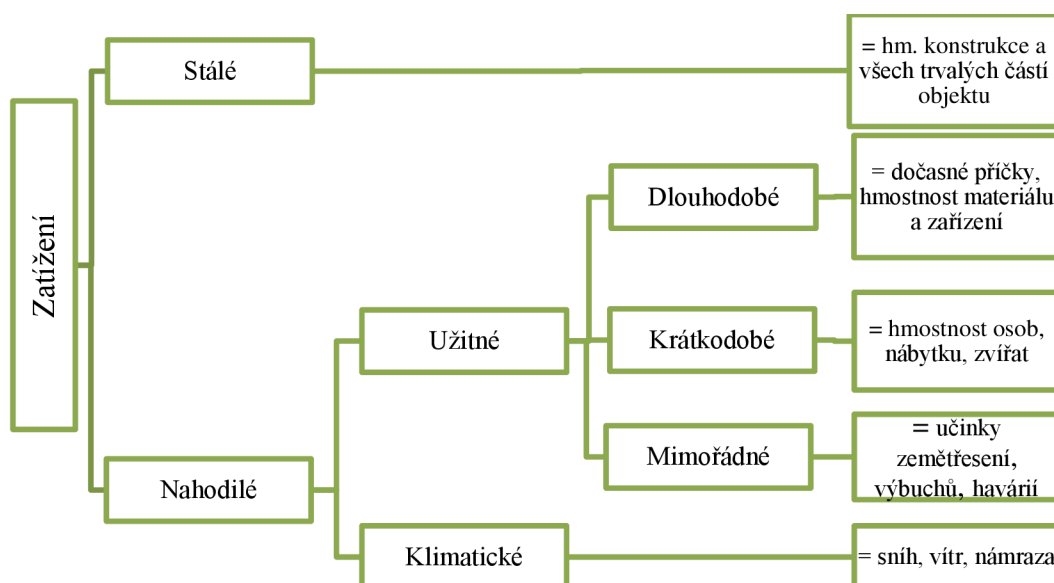 Zatížení
Stálé
= hm. konstrukce a
všech trvalých částí
objektu
Nahodilé
Užitné
Dlouhodobé
= dočasné příčky,
hmostnost materiálu
a zařízení
Krátkodobé
= hmostnost osob,
nábytku, zvířat
Mimořádné
= učinky
zemětřesení,
výbuchů, havárií
Klimatické
= sníh, vítr, námraza